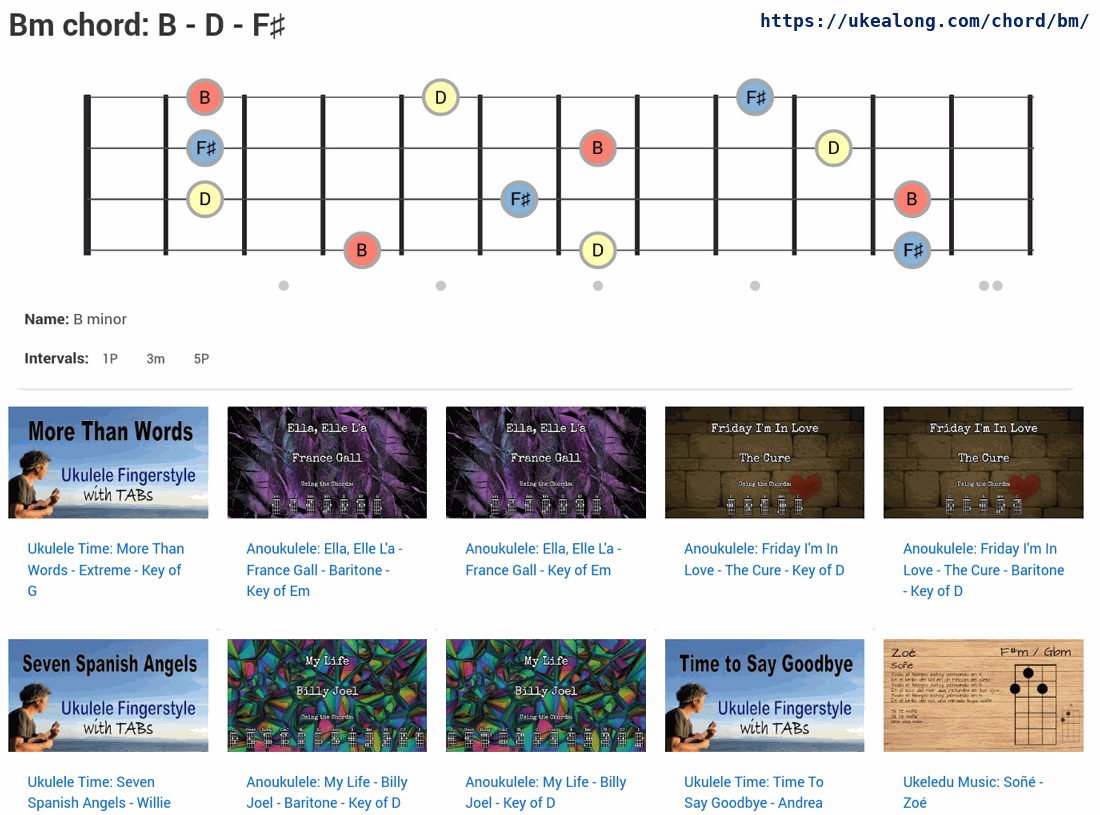 Bm chord: B - D - F♯
https://ukealong.com/chord/bm/
B D F♯
F♯ B D
D F♯ B
B D F♯
Name: B minor
Intervals: 1P 3m 5P
More Than Words
Ukulele Fingerstyle
with TABs
Ella, Elle L'a
France Gall
Using the Chords:
Ella, Elle L'a
France Gall
Using the Chords:
Friday I'm In Love
The Cure
Using the Chords:
Friday I'm In Love
The Cure
Using the Chords:
Ukulele Time: More Than
Words - Extreme - Key of
G
Anoukulele: Ella, Elle L'a -
France Gall - Baritone -
Key of Em
Anoukulele: Ella, Elle L'a -
France Gall - Key of Em
Anoukulele: Friday I'm In
Love - The Cure - Key of D
Anoukulele: Friday I'm In
Love - The Cure - Baritone
- Key of D
Seven Spanish Angels
Ukulele Fingerstyle
with TABs
My Life
Billy Joel
Using the Chords:
My Life
Billy Joel
Using the Chords:
Time to Say Goodbye
Ukulele Fingerstyle
with TABs
Zoé
Soñé
F#m / Gbm
Ukulele Time: Seven
Spanish Angels - Willie
Anoukulele: My Life - Billy
Joel - Baritone - Key of D
Anoukulele: My Life - Billy
Joel - Key of D
Ukulele Time: Time To
Say Goodbye - Andrea
Ukeledu Music: Soñé -
Zoé